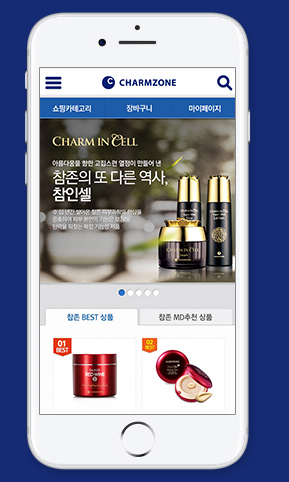 CHARMZONE
쇼핑카테고리 장바구니 마이페이지
CHARM IN CELL
아름다움을 향한 고집스런 열정이 만들어 낸
참존의 또 다른 역사,
참인셀
참존 BEST 상품 참존 MD추천 상품
01
BEST
02
BEST